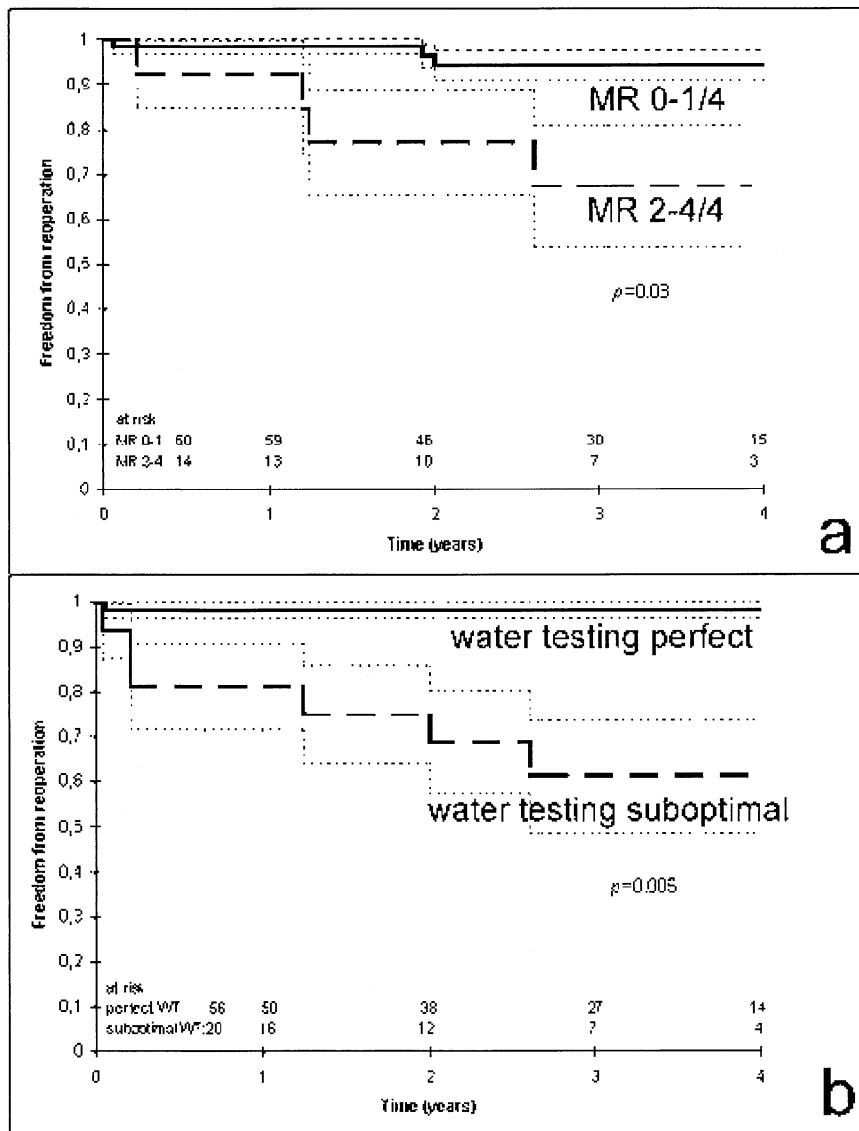 1
0,9
0,8
0,7
0,6
0,5
0,4
0,3
0,2
0,1
0
Freedom from reoperation
MR 0-1/4
MR 2-4/4
p=0.03
at risk
MR 0-1 60 59 46 30 15
MR 2-4 14 13 10 7 3
0 1 2 3 4
Time (years)
a
1
0,9
0,8
0,7
0,6
0,5
0,4
0,3
0,2
0,1
0
Freedom from reoperation
water testing perfect
water testing suboptimal
at risk
perfect WT 56 50 38 27 14
suboptimal WT:20 16 12 7 4
0 1 2 3 4
Time (years)
b